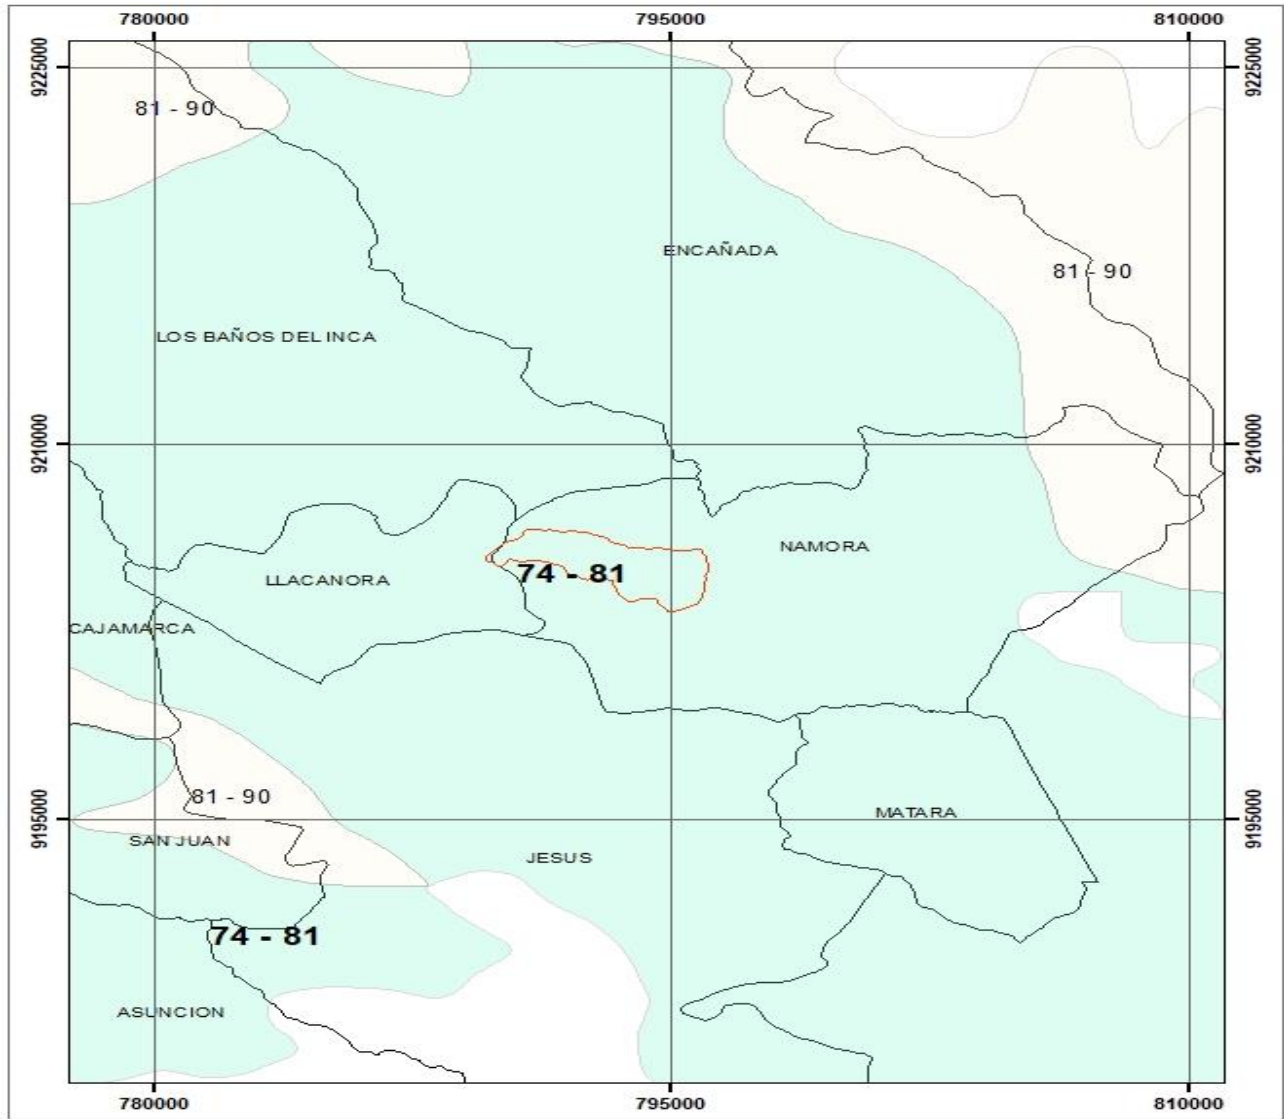 780000 795000 810000
9225000 9225000
81 - 90
ENCAÑADA
81 - 90
LOS BAÑOS DEL INCA
9210000 9210000
NAMORA
74 - 81
LLACANORA
CAJAMARCA
81 - 90
MATARA
9195000 9195000
SAN JUAN
JESUS
74 - 81
ASUNCION
780000 795000 810000